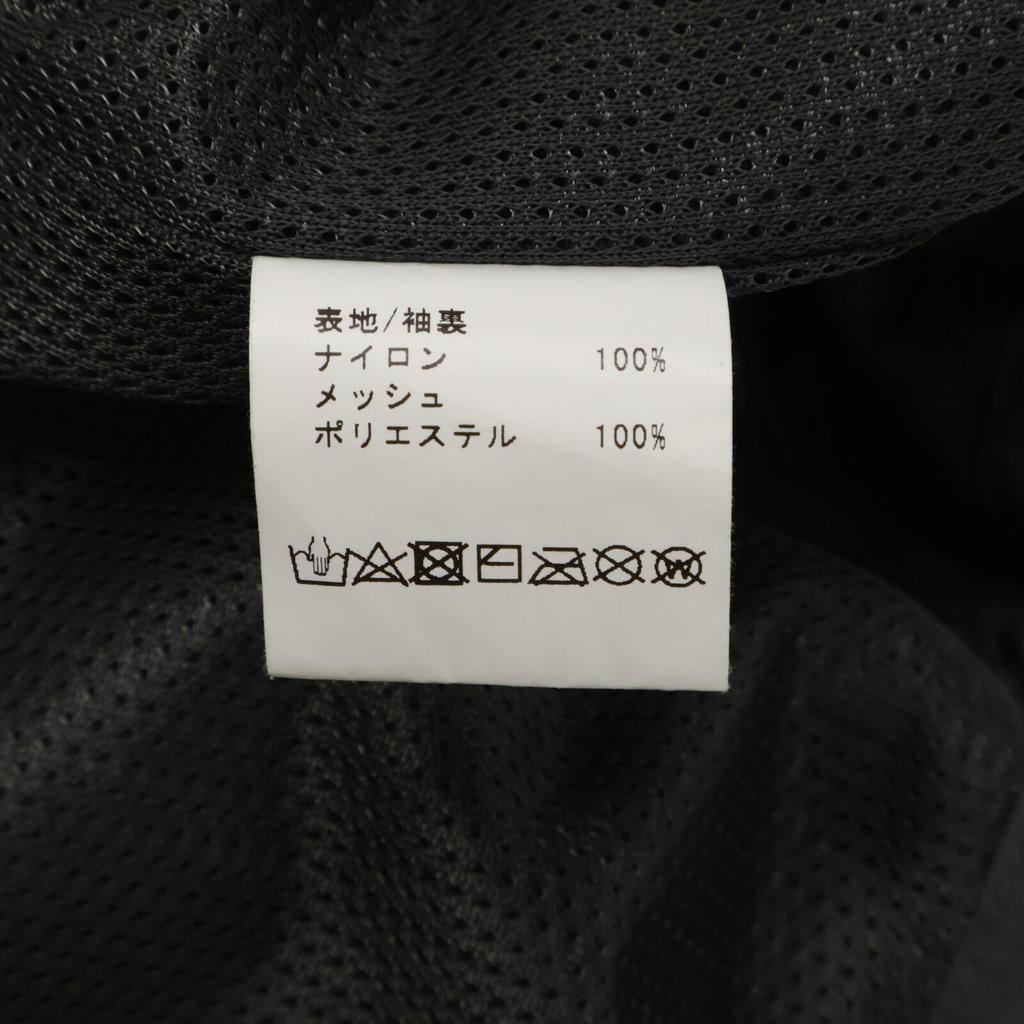 表地/袖裏
ナイロン 100%
メッシュ
ポリエステル 100%
W